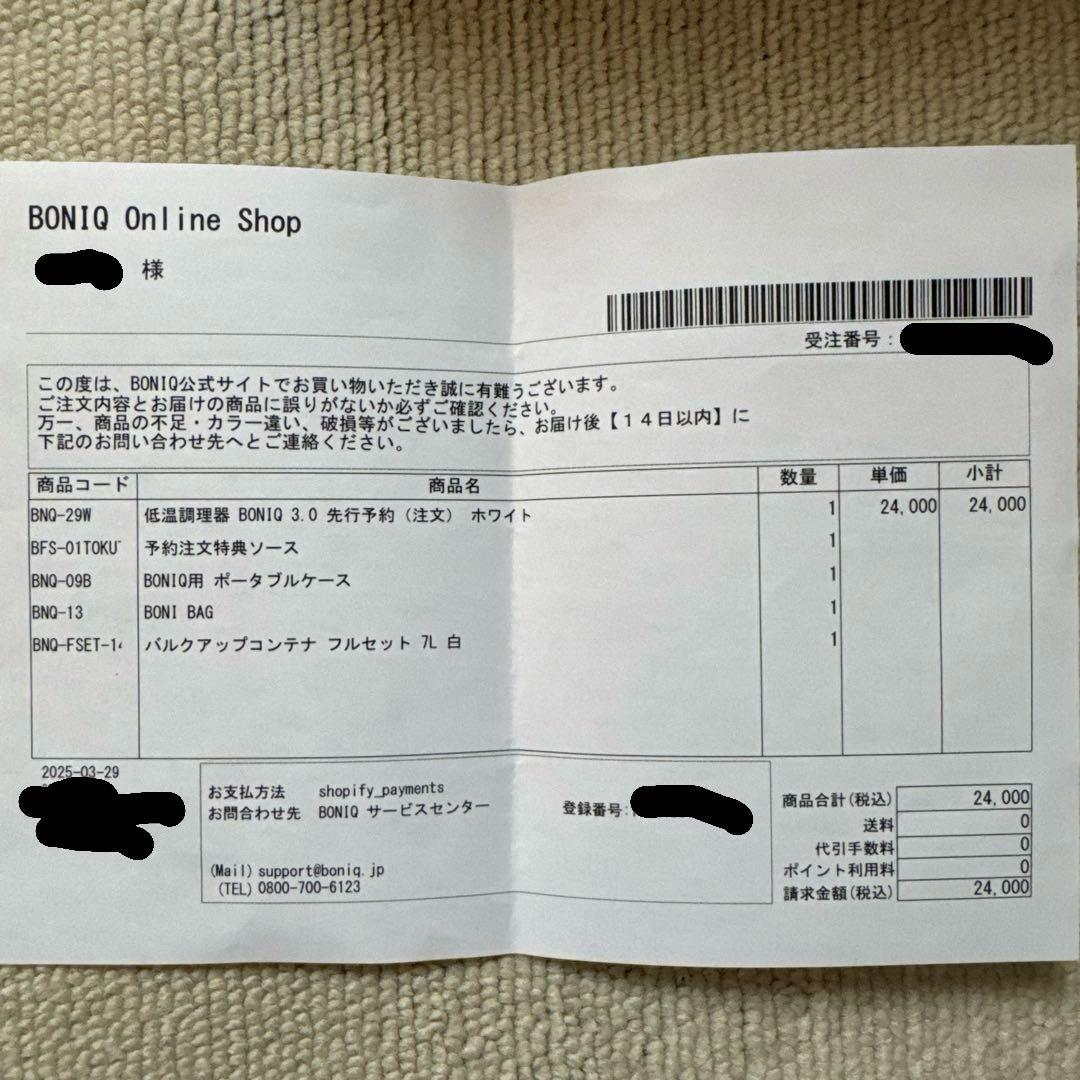 BONIQ Online Shop
様
受注番号:
この度は、BONIQ公式サイトでお買い物いただき誠に有難うございます。
ご注文内容とお届けの商品に誤りがないか必ずご確認ください。
万一、商品の不足・カラー違い、破損等がございましたら、お届け後【14日以内】に
下記のお問い合わせ先へとご連絡ください。
商品コード 商品名 数量 単価 小計
BNQ-29W 低温調理器 BONIQ 3.0 先行予約（注文） ホワイト 1 24,000 24,000
BFS-01TOKU 予約注文特典ソース 1
BNQ-09B BONIQ用 ポータブルケース 1
BNQ-13 BONI BAG 1
BNQ-FSET-14 バルクアップコンテナ フルセット 7L 白 1
2025-03-29
お支払方法 shopify_payments
お問合わせ先 BONIQ サービスセンター
登録番号:
(Mail) support@boniq.jp
(TEL) 0800-700-6123
商品合計(税込) 24,000
送料 0
代引手数料 0
ポイント利用料 0
請求金額(税込) 24,000